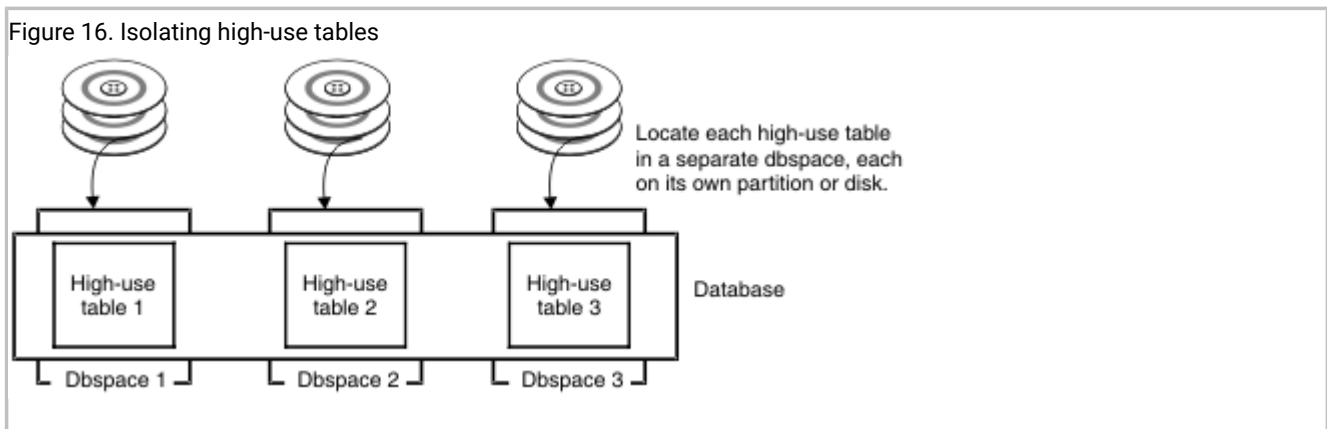 Figure 16. Isolating high-use tables
Locate each high-use table
in a separate dbspace, each
on its own partition or disk.
High-use
table 1
High-use
table 2
High-use
table 3
Database
Dbspace 1
Dbspace 2
Dbspace 3